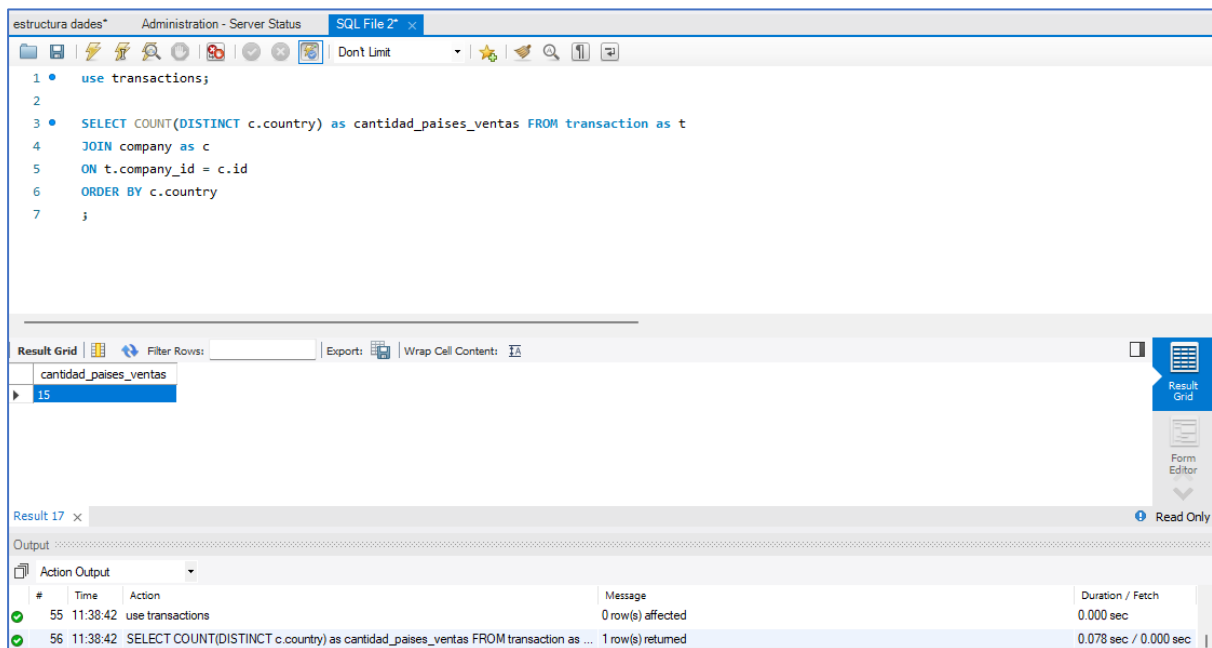 estructura dades* Administration - Server Status SQL File 2* ×
Don't Limit
1 use transactions;
2
3 SELECT COUNT(DISTINCT c.country) as cantidad_paises_ventas FROM transaction as t
4 JOIN company as c
5 ON t.company_id = c.id
6 ORDER BY c.country
7 ;
Result Grid Filter Rows: Export: Wrap Cell Content: IA
cantidad_paises_ventas
15
Result Grid
Form Editor
Result 17 × Read Only
Output
Action Output
# Time Action Message Duration / Fetch
55 11:38:42 use transactions 0 row(s) affected 0.000 sec
56 11:38:42 SELECT COUNT(DISTINCT c.country) as cantidad_paises_ventas FROM transaction as ... 1 row(s) returned 0.078 sec / 0.000 sec